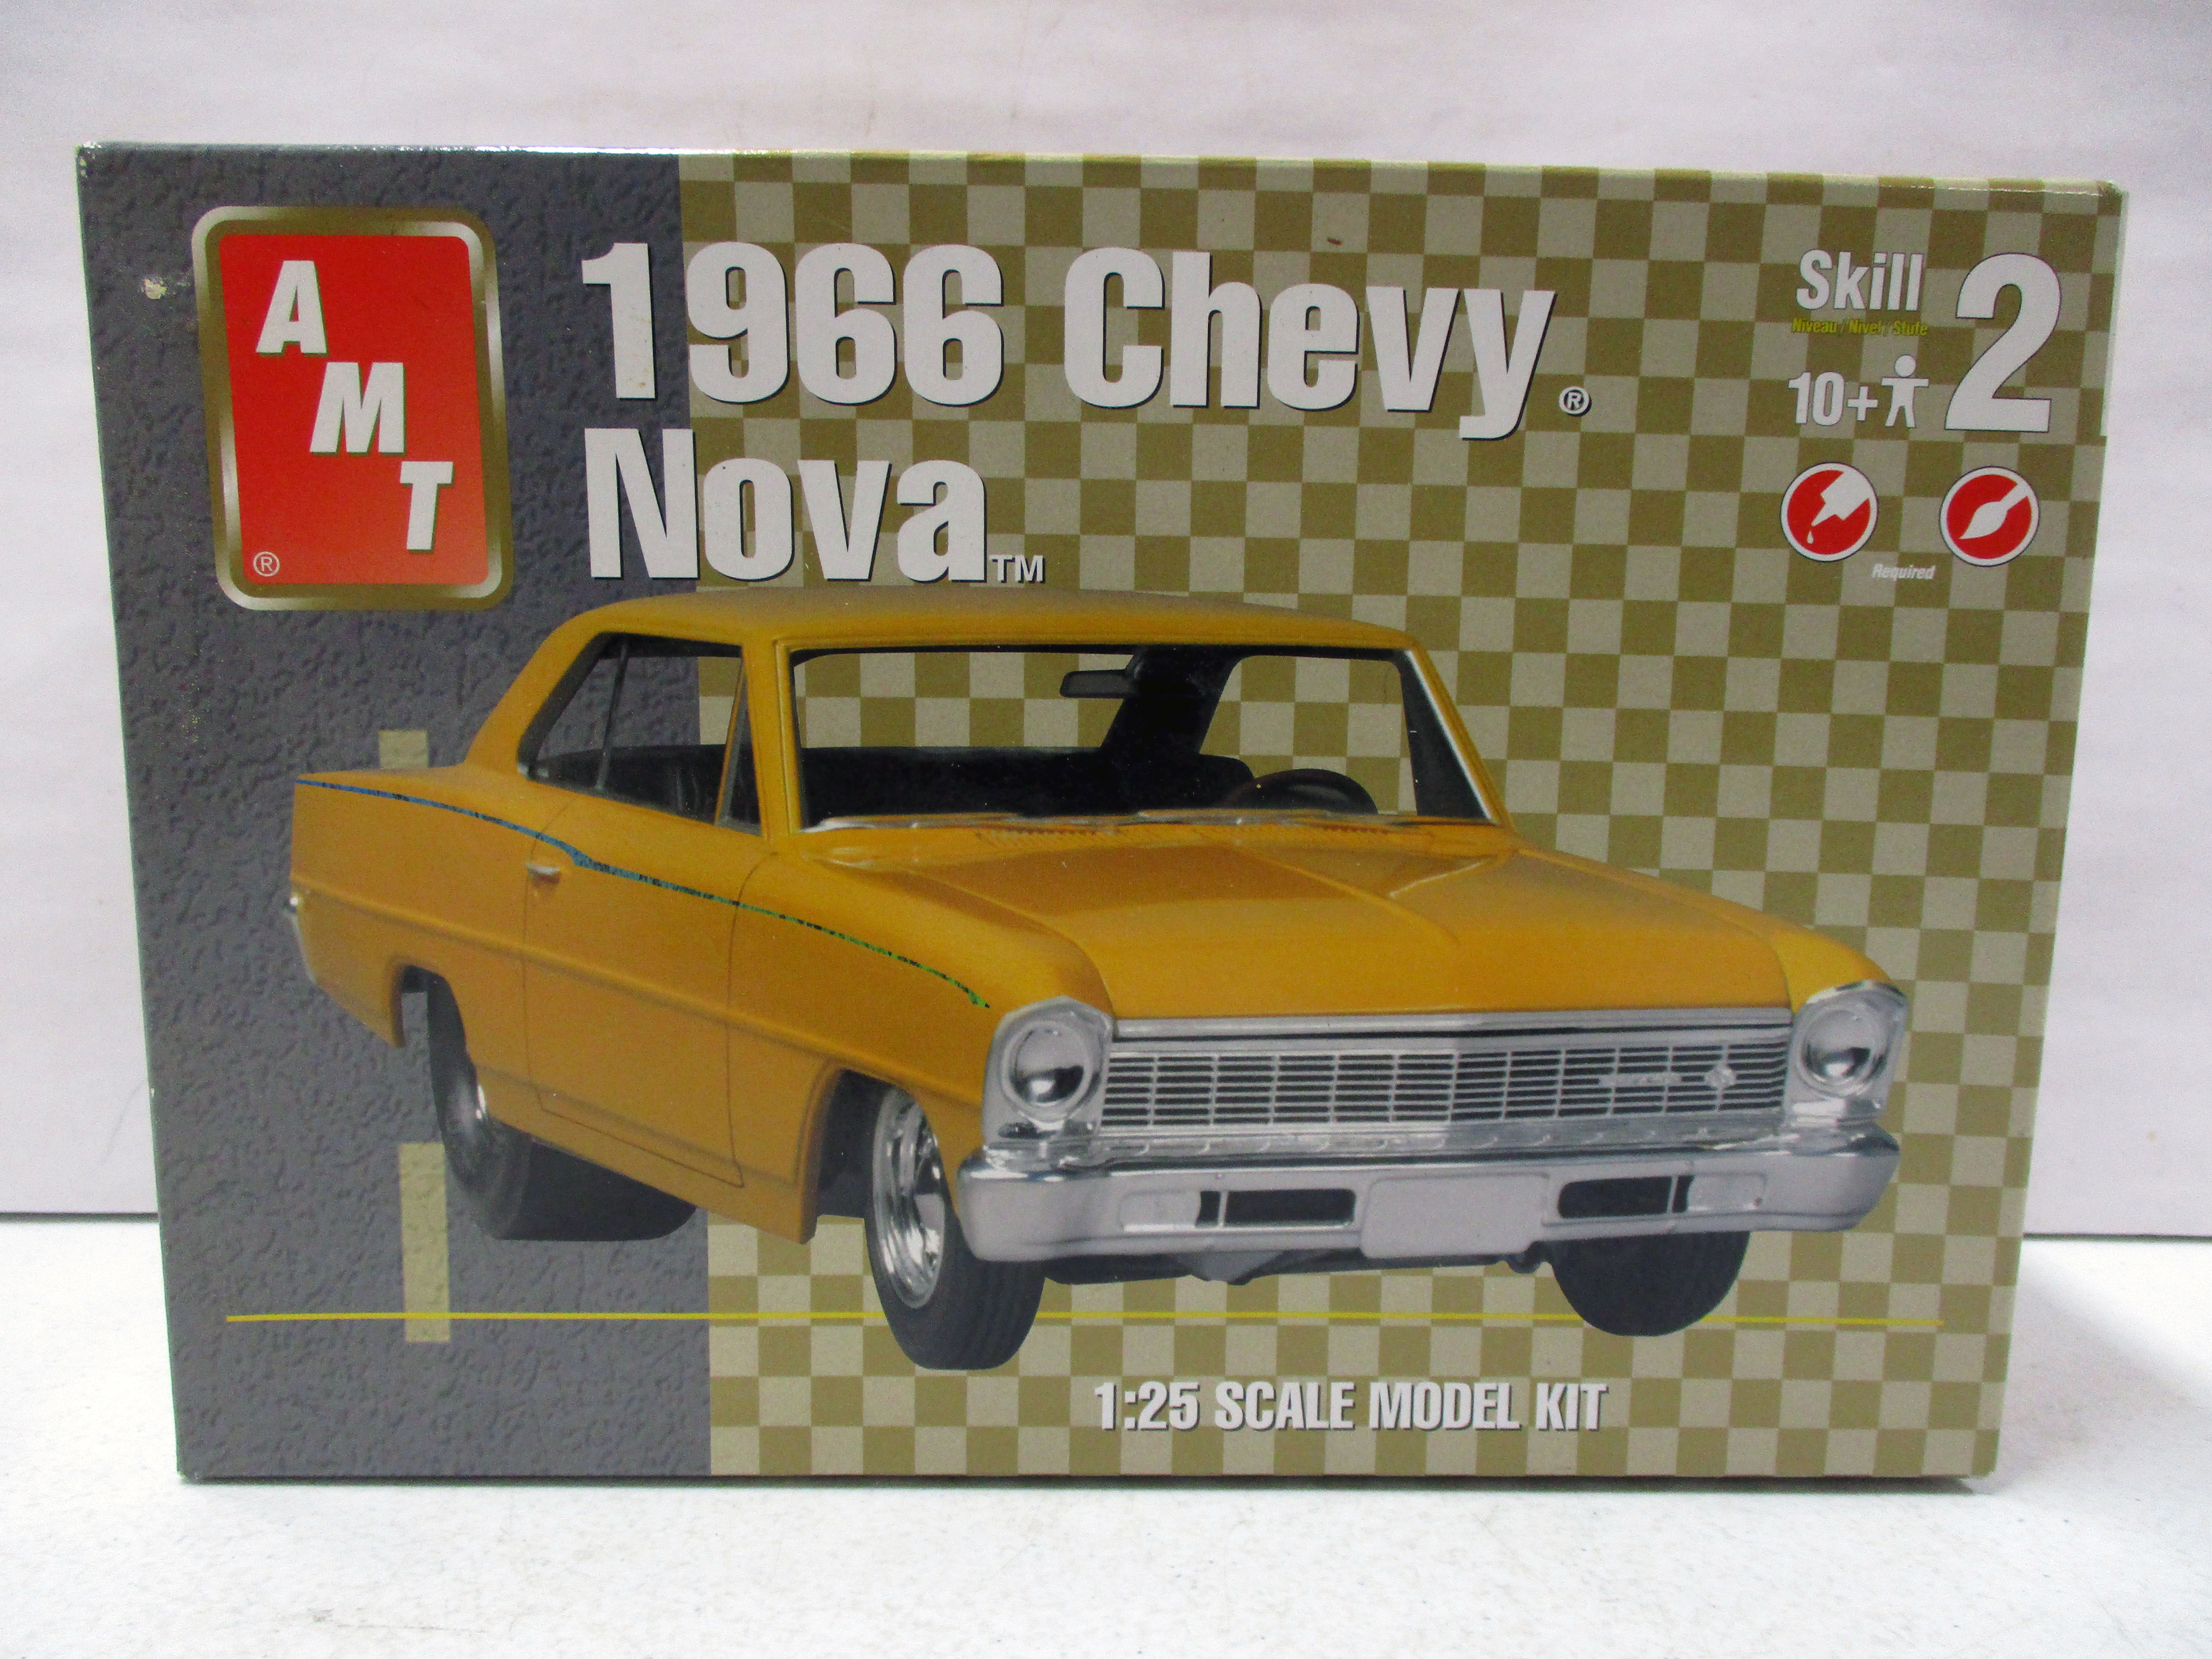 AMT®
1966 Chevy®
Nova™
Skill 2
Niveau / Nivel / Stufe
10+
Required
1:25 SCALE MODEL KIT